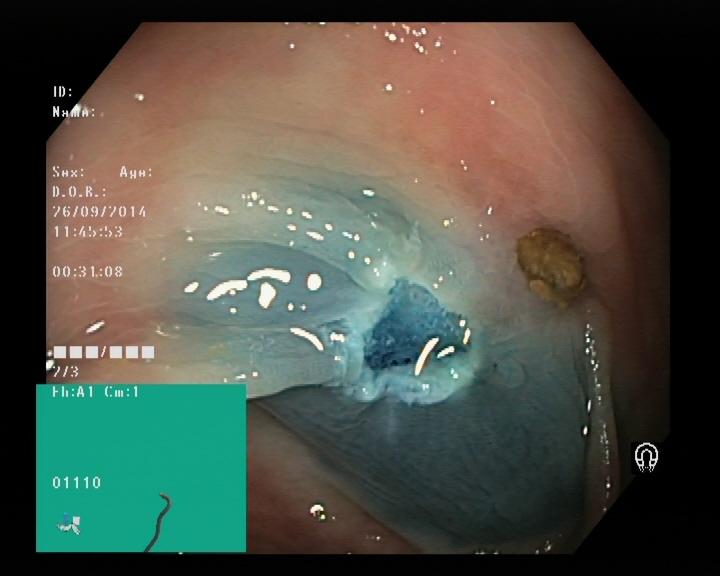 ID:
Name:
Sex: Age:
D.O.B.:
26/09/2014
11:45:53
00:31:08
■■■/■■■
2/3
Eh:A1 Cm:1
01110